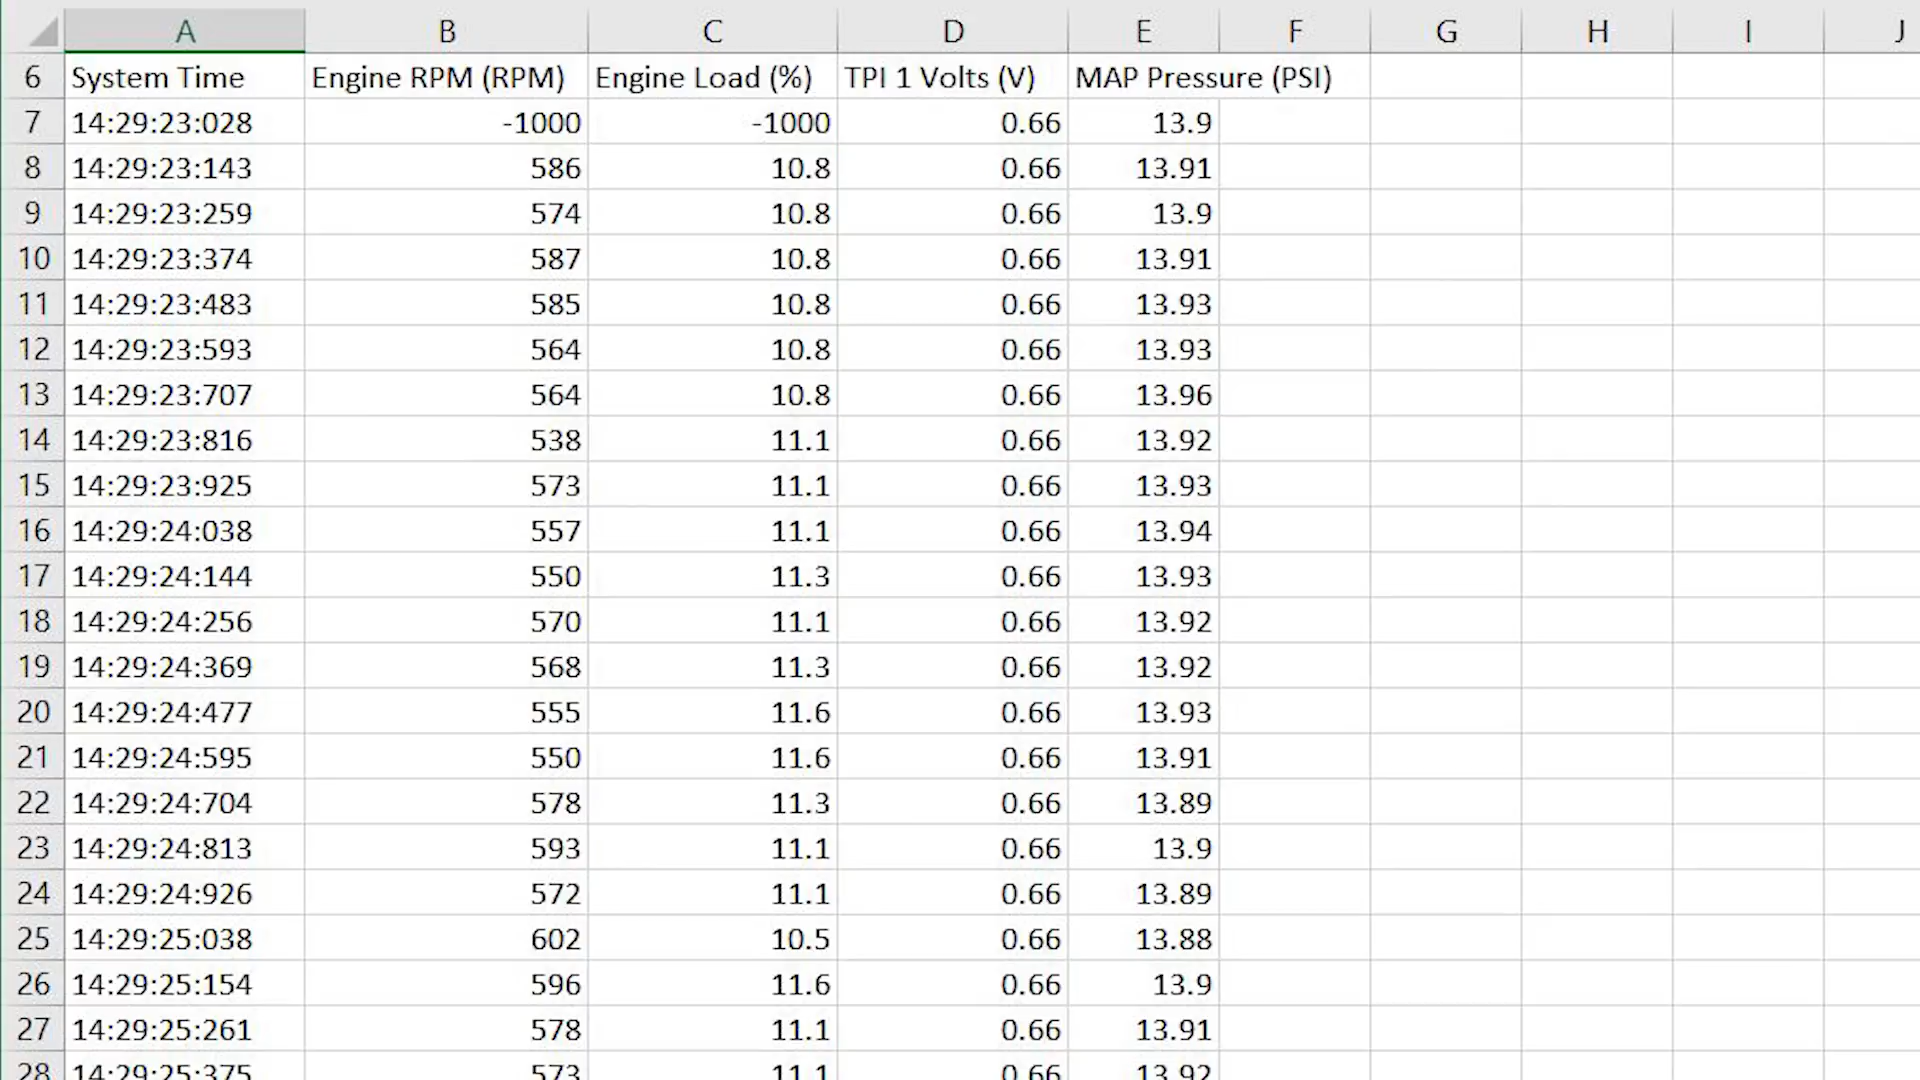 A B C D E F G H I J
6 System Time Engine RPM (RPM) Engine Load (%) TPI 1 Volts (V) MAP Pressure (PSI)
7 14:29:23:028 -1000 -1000 0.66 13.9
8 14:29:23:143 586 10.8 0.66 13.91
9 14:29:23:259 574 10.8 0.66 13.9
10 14:29:23:374 587 10.8 0.66 13.91
11 14:29:23:483 585 10.8 0.66 13.93
12 14:29:23:593 564 10.8 0.66 13.93
13 14:29:23:707 564 10.8 0.66 13.96
14 14:29:23:816 538 11.1 0.66 13.92
15 14:29:23:925 573 11.1 0.66 13.93
16 14:29:24:038 557 11.1 0.66 13.94
17 14:29:24:144 550 11.3 0.66 13.93
18 14:29:24:256 570 11.1 0.66 13.92
19 14:29:24:369 568 11.3 0.66 13.92
20 14:29:24:477 555 11.6 0.66 13.93
21 14:29:24:595 550 11.6 0.66 13.91
22 14:29:24:704 578 11.3 0.66 13.89
23 14:29:24:813 593 11.1 0.66 13.9
24 14:29:24:926 572 11.1 0.66 13.89
25 14:29:25:038 602 10.5 0.66 13.88
26 14:29:25:154 596 11.6 0.66 13.9
27 14:29:25:261 578 11.1 0.66 13.91
28 14:29:25:375 573 11.1 0.66 13.92